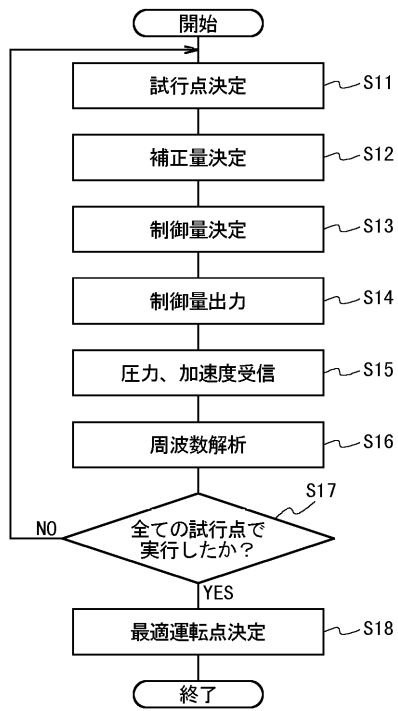 開始
試行点決定 S11
補正量決定 S12
制御量決定 S13
制御量出力 S14
圧力、加速度受信 S15
周波数解析 S16
S17
全ての試行点で
実行したか？
NO
YES
最適運転点決定 S18
終了